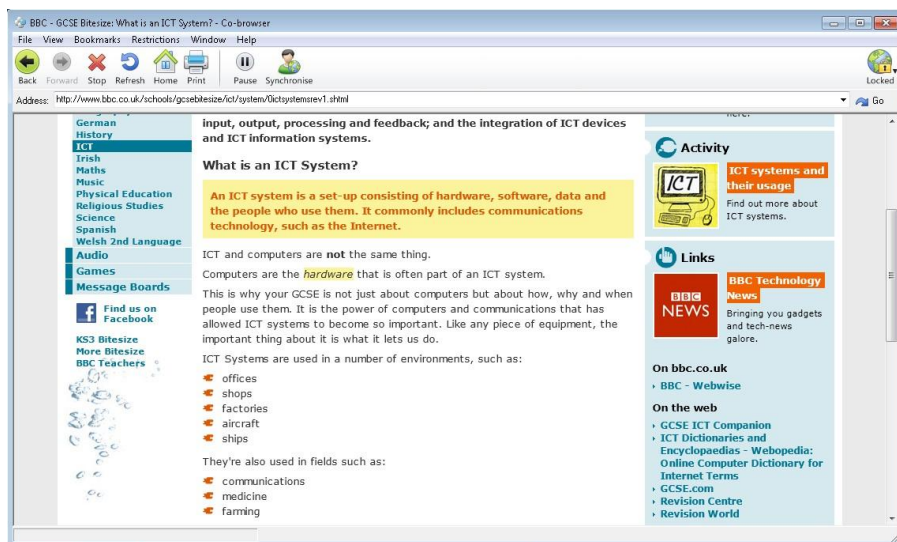 BBC - GCSE Bitesize: What is an ICT System? - Co-browser
File View Bookmarks Restrictions Window Help
Back Forward Stop Refresh Home Print Pause Synchronise Locked
Address: http://www.bbc.co.uk/schools/gcsebitesize/ict/system/0ictsystemsrev1.shtml Go
German
History
ICT
Irish
Maths
Music
Physical Education
Religious Studies
Science
Spanish
Welsh 2nd Language
Audio
Games
Message Boards
Find us on
Facebook
KS3 Bitesize
More Bitesize
BBC Teachers
input, output, processing and feedback; and the integration of ICT devices
and ICT information systems.
What is an ICT System?
An ICT system is a set-up consisting of hardware, software, data and
the people who use them. It commonly includes communications
technology, such as the Internet.
ICT and computers are not the same thing.
Computers are the hardware that is often part of an ICT system.
This is why your GCSE is not just about computers but about how, why and when
people use them. It is the power of computers and communications that has
allowed ICT systems to become so important. Like any piece of equipment, the
important thing about it is what it lets us do.
ICT Systems are used in a number of environments, such as:
offices
shops
factories
aircraft
ships
They're also used in fields such as:
communications
medicine
farming
here.
Activity
ICT
ICT systems and
their usage
Find out more about
ICT systems.
Links
BBC
NEWS
BBC Technology
News
Bringing you gadgets
and tech-news
galore.
On bbc.co.uk
BBC - Webwise
On the web
GCSE ICT Companion
ICT Dictionaries and
Encyclopaedias - Webopedia:
Online Computer Dictionary for
Internet Terms
GCSE.com
Revision Centre
Revision World